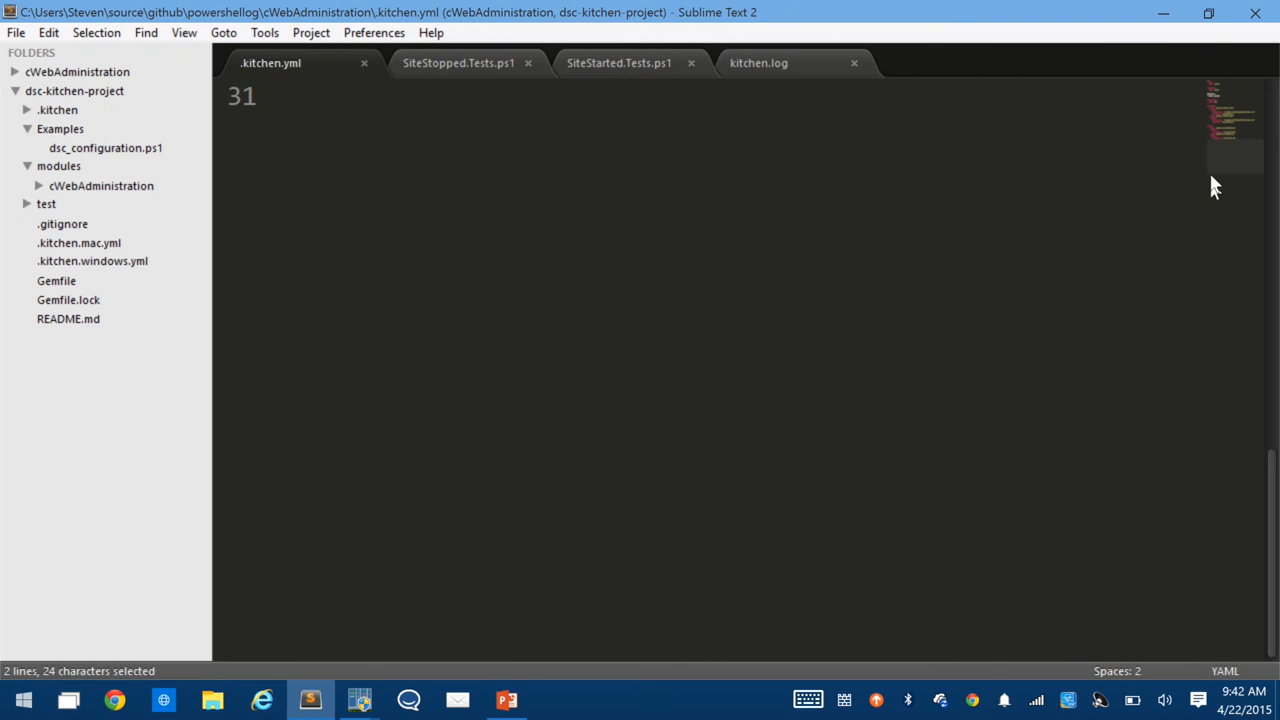 C:\Users\Steven\source\github\powershellog\cWebAdministration\.kitchen.yml (cWebAdministration, dsc-kitchen-project) - Sublime Text 2
File Edit Selection Find View Goto Tools Project Preferences Help
FOLDERS
cWebAdministration
dsc-kitchen-project
.kitchen
Examples
dsc_configuration.ps1
modules
cWebAdministration
test
.gitignore
.kitchen.mac.yml
.kitchen.windows.yml
Gemfile
Gemfile.lock
README.md
.kitchen.yml × SiteStopped.Tests.ps1 × SiteStarted.Tests.ps1 × kitchen.log ×
31
2 lines, 24 characters selected Spaces: 2 YAML
9:42 AM
4/22/2015